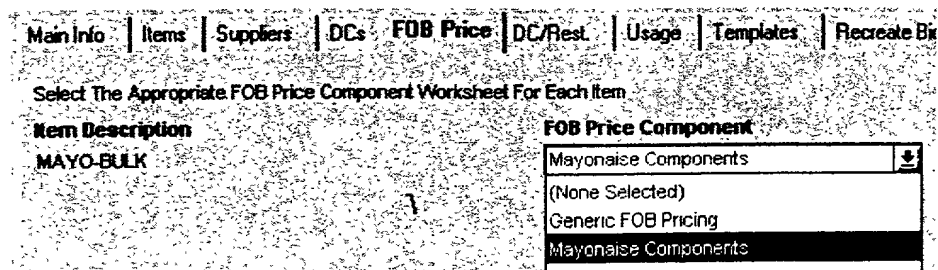 Main Info Items Suppliers DCs FOB Price DC/Rest. Usage Templates Recreate Bi
Select The Appropriate FOB Price Component Worksheet For Each Item
Item Description FOB Price Component
MAYO-BULK Mayonaise Components
(None Selected)
Generic FOB Pricing
Mayonaise Components